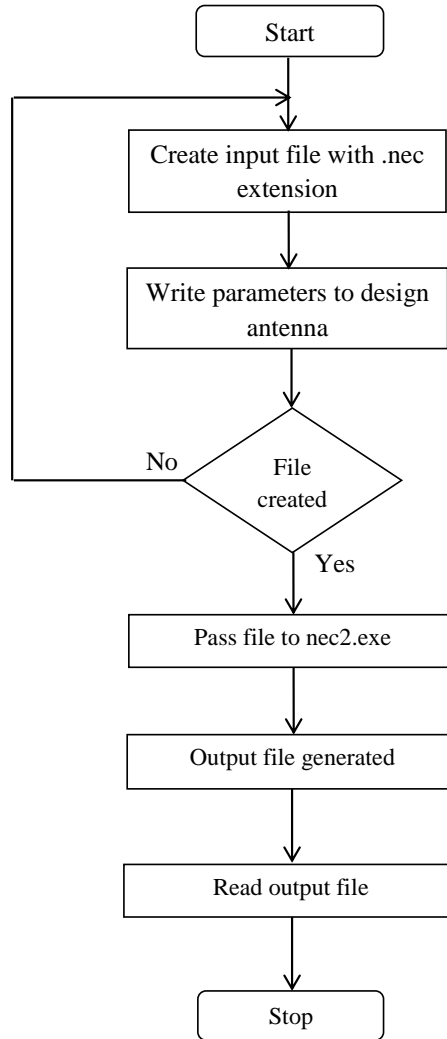 Start
Create input file with .nec
extension
Write parameters to design
antenna
No
File
created
Yes
Pass file to nec2.exe
Output file generated
Read output file
Stop